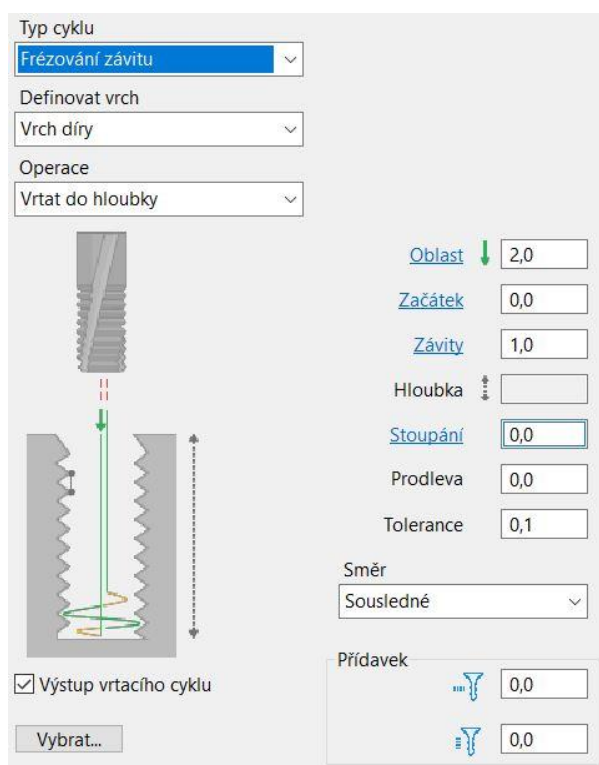 Typ cyklu
Frézování závitu
Definovat vrch
Vrch díry
Operace
Vrtat do hloubky
Oblast 2,0
Začátek 0,0
Závity 1,0
Hloubka
Stoupání 0,0
Prodleva 0,0
Tolerance 0,1
Směr
Sousledné
Přídavek
0,0
0,0
Výstup vrtacího cyklu
Vybrat...